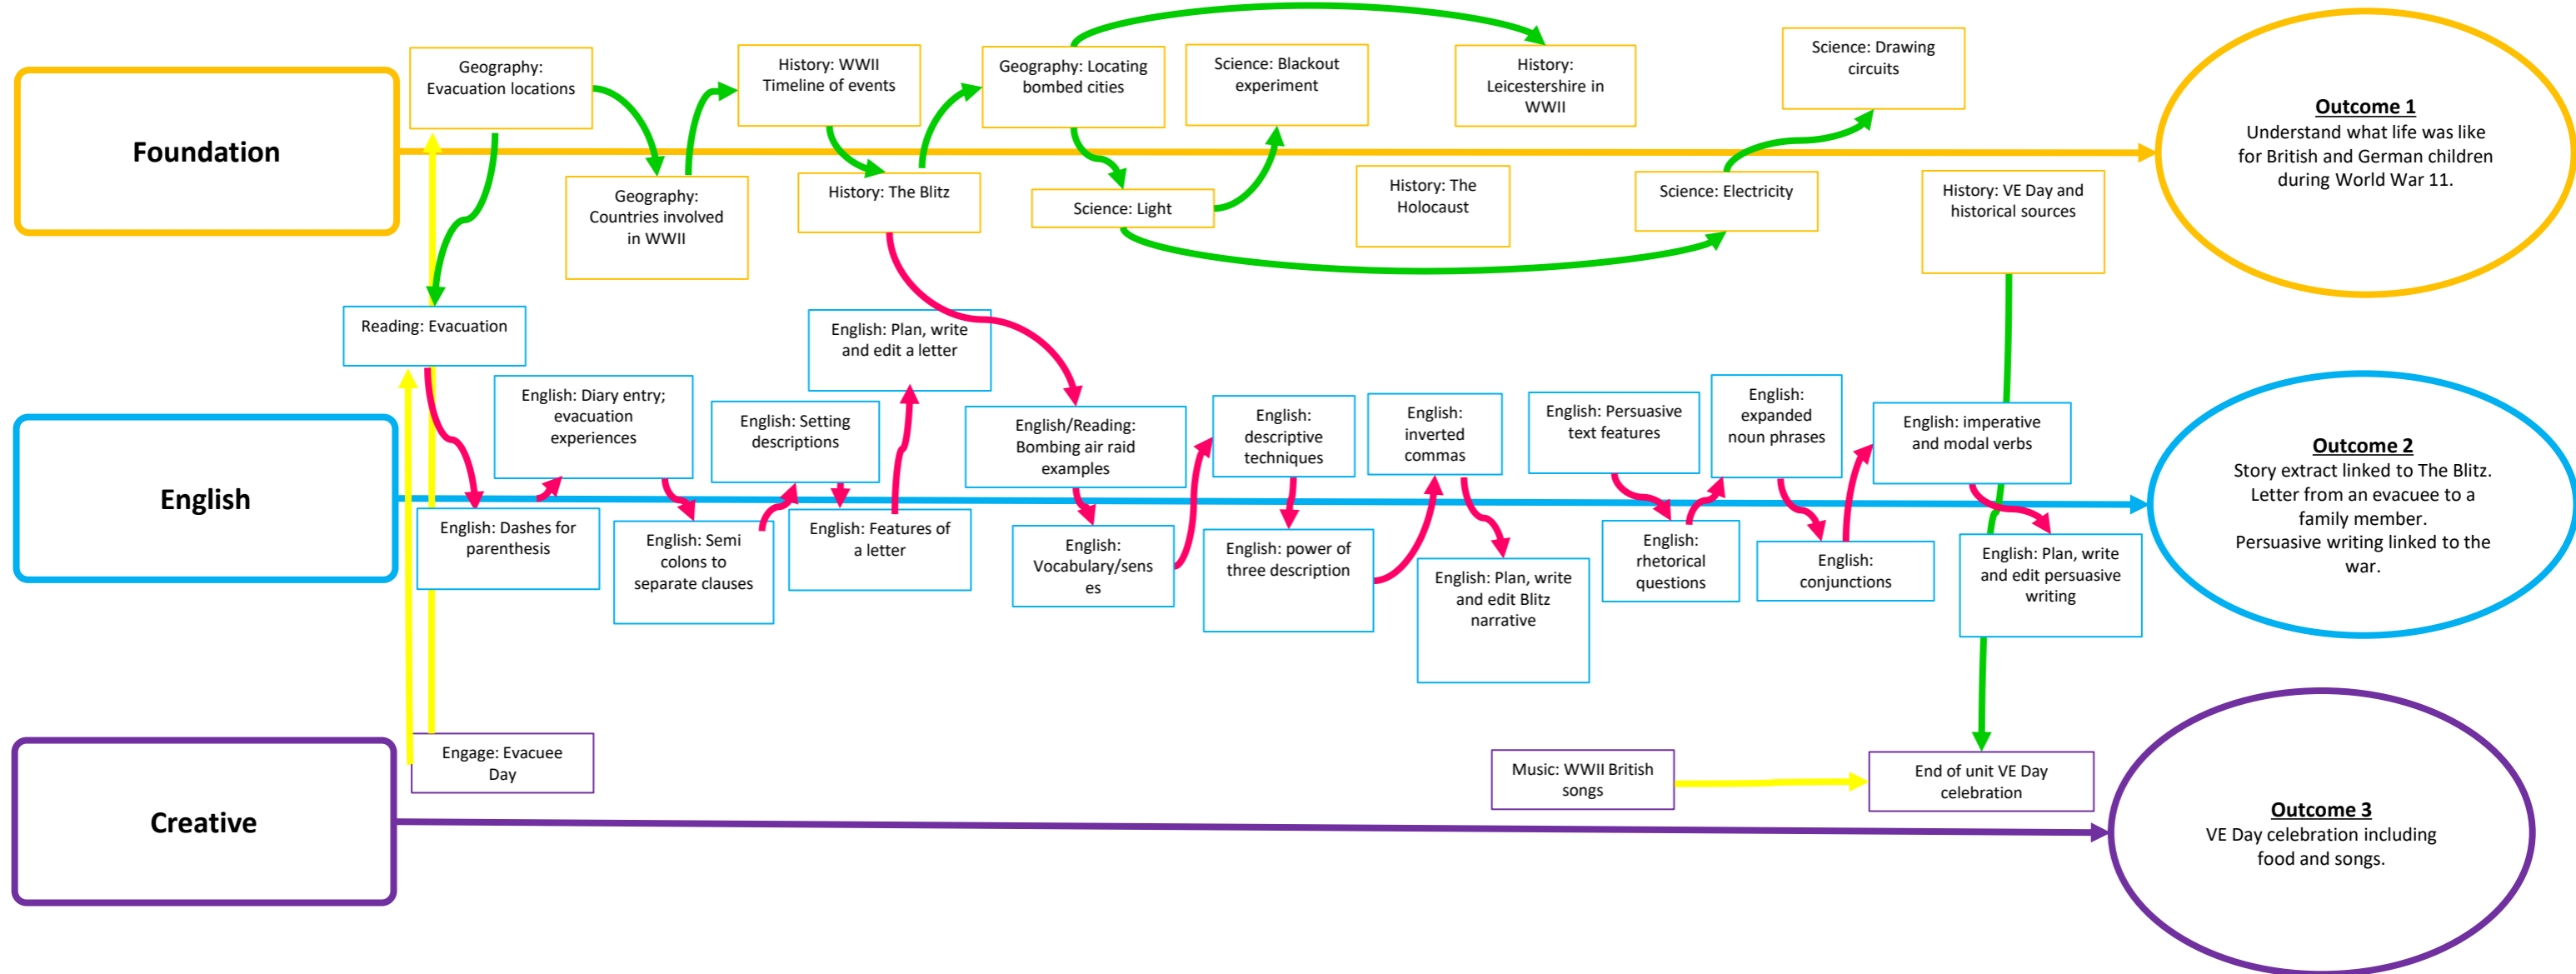 Foundation
Geography:
Evacuation locations
Geography:
Countries involved
in WWII
History: WWII
Timeline of events
History: The Blitz
Geography: Locating
bombed cities
Science: Light
Science: Blackout
experiment
History: The
Holocaust
History:
Leicestershire in
WWII
Science: Electricity
Science: Drawing
circuits
History: VE Day and
historical sources
Outcome 1
Understand what life was like
for British and German children
during World War 11.
English
Reading: Evacuation
English: Dashes for
parenthesis
English: Diary entry;
evacuation
experiences
English: Semi
colons to
separate clauses
English: Setting
descriptions
English: Features of
a letter
English: Plan, write
and edit a letter
English/Reading:
Bombing air raid
examples
English:
Vocabulary/sens
es
English:
descriptive
techniques
English: power of
three description
English:
inverted
commas
English: Plan, write
and edit Blitz
narrative
English: Persuasive
text features
English:
rhetorical
questions
English:
expanded
noun phrases
English:
conjunctions
English: imperative
and modal verbs
English: Plan, write
and edit persuasive
writing
Outcome 2
Story extract linked to The Blitz.
Letter from an evacuee to a
family member.
Persuasive writing linked to the
war.
Creative
Engage: Evacuee
Day
Music: WWII British
songs
End of unit VE Day
celebration
Outcome 3
VE Day celebration including
food and songs.